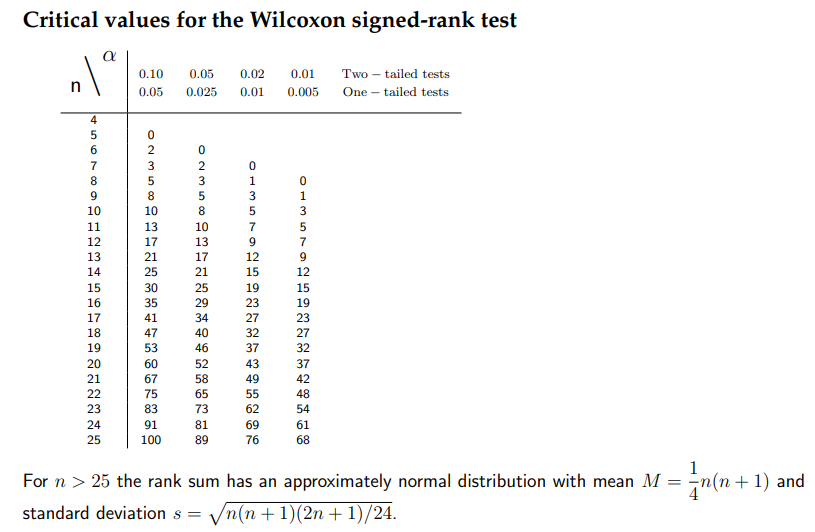 Critical values for the Wilcoxon signed-rank test
n \ α
0.10 0.05 0.02 0.01 Two − tailed tests
0.05 0.025 0.01 0.005 One − tailed tests
4
5 0
6 2 0
7 3 2 0
8 5 3 1 0
9 8 5 3 1
10 10 8 5 3
11 13 10 7 5
12 17 13 9 7
13 21 17 12 9
14 25 21 15 12
15 30 25 19 15
16 35 29 23 19
17 41 34 27 23
18 47 40 32 27
19 53 46 37 32
20 60 52 43 37
21 67 58 49 42
22 75 65 55 48
23 83 73 62 54
24 91 81 69 61
25 100 89 76 68
For n > 25 the rank sum has an approximately normal distribution with mean M = 1/4 n(n + 1) and
standard deviation s = √n(n + 1)(2n + 1)/24.